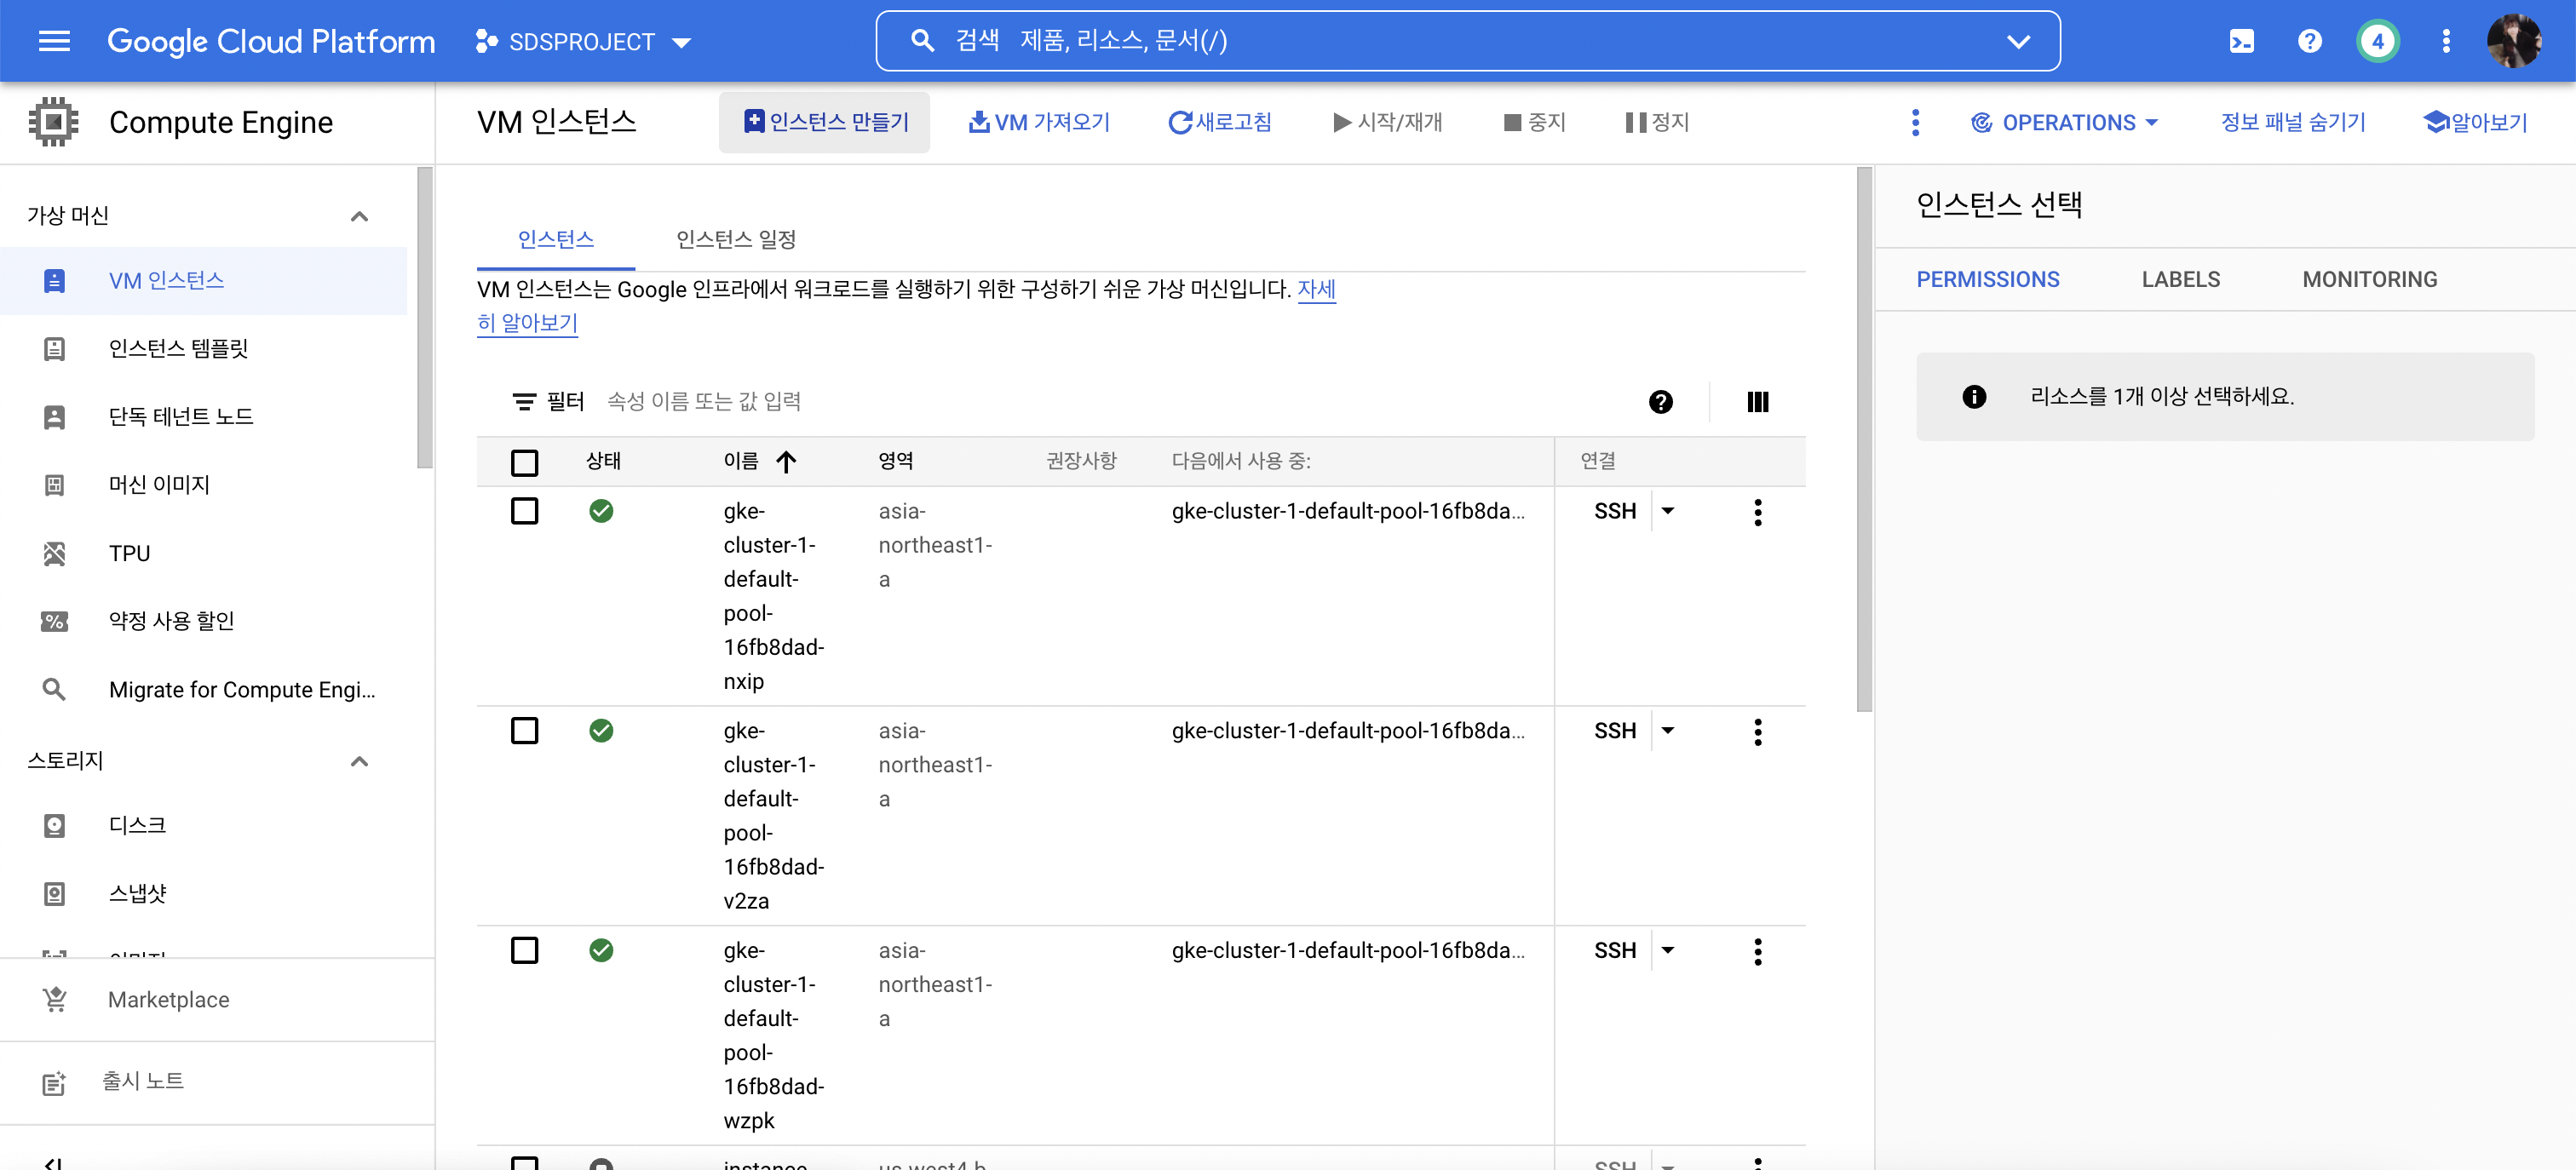 Google Cloud Platform
SDSPROJECT
검색 제품, 리소스, 문서(/)
4
Compute Engine
VM 인스턴스
인스턴스 만들기
VM 가져오기
새로고침
시작/재개
중지
정지
OPERATIONS
정보 패널 숨기기
알아보기
가상 머신
VM 인스턴스
인스턴스 템플릿
단독 테넌트 노드
머신 이미지
TPU
약정 사용 할인
Migrate for Compute Engi...
스토리지
디스크
스냅샷
Marketplace
출시 노트
인스턴스
인스턴스 일정
VM 인스턴스는 Google 인프라에서 워크로드를 실행하기 위한 구성하기 쉬운 가상 머신입니다. 자세
히 알아보기
필터 속성 이름 또는 값 입력
상태 이름 영역 권장사항 다음에서 사용 중: 연결
gke- asia- gke-cluster-1-default-pool-16fb8da... SSH
cluster-1- northeast1-
default- a
pool-
16fb8dad-
nxip
gke- asia- gke-cluster-1-default-pool-16fb8da... SSH
cluster-1- northeast1-
default- a
pool-
16fb8dad-
v2za
gke- asia- gke-cluster-1-default-pool-16fb8da... SSH
cluster-1- northeast1-
default- a
pool-
16fb8dad-
wzpk
인스턴스 선택
PERMISSIONS
LABELS
MONITORING
리소스를 1개 이상 선택하세요.